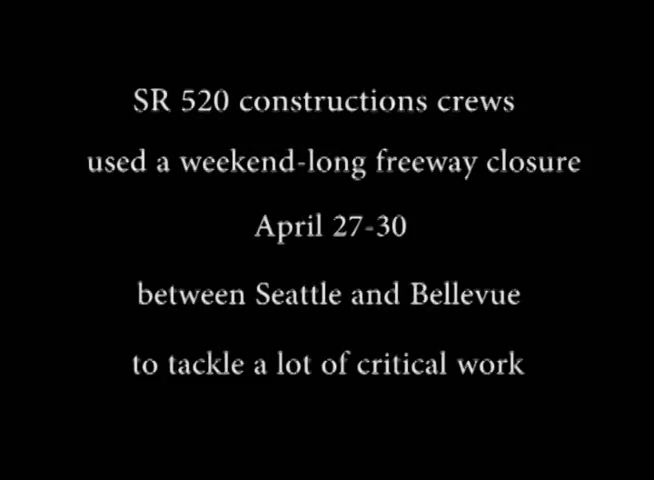 SR 520 constructions crews
used a weekend-long freeway closure
April 27-30
between Seattle and Bellevue
to tackle a lot of critical work